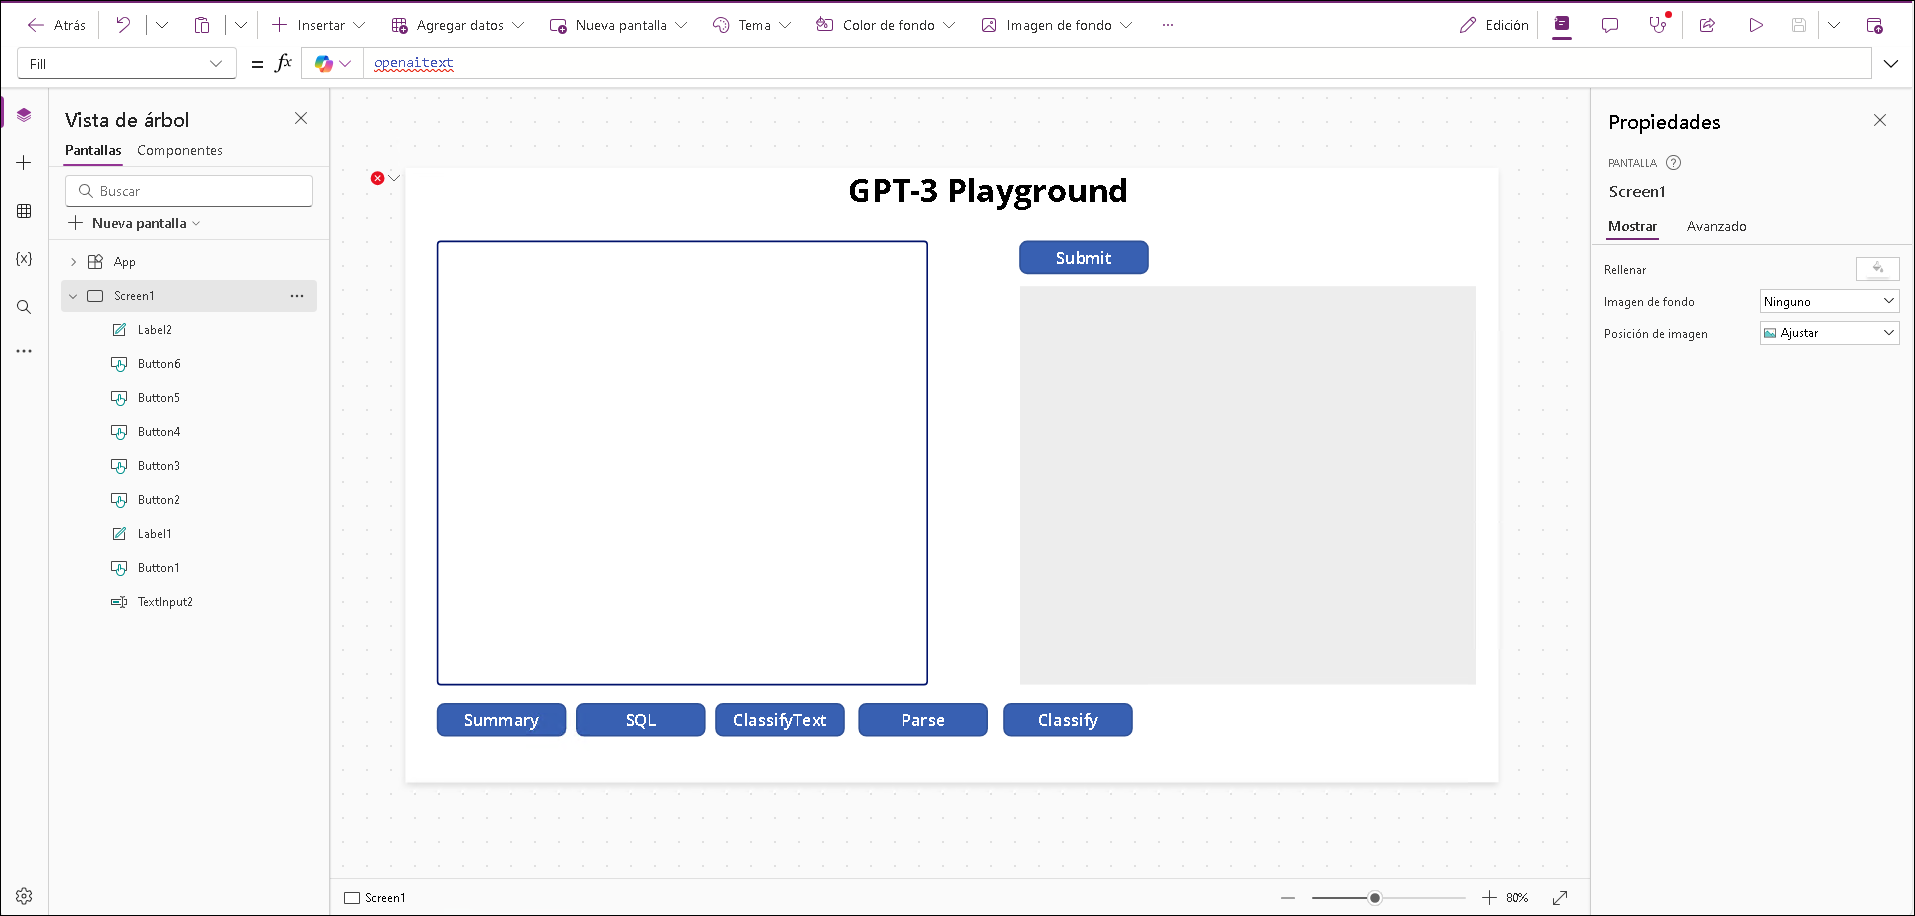 Atrás Insertar Agregar datos Nueva pantalla Tema Color de fondo Imagen de fondo ... Edición
Fill = fx openaitext
Vista de árbol
Pantallas Componentes
Buscar
Nueva pantalla
App
Screen1 ...
Label2
Button6
Button5
Button4
Button3
Button2
Label1
Button1
TextInput2
GPT-3 Playground
Submit
Summary SQL ClassifyText Parse Classify
Screen1 80%
Propiedades
PANTALLA ?
Screen1
Mostrar Avanzado
Rellenar
Imagen de fondo Ninguno
Posición de imagen Ajustar